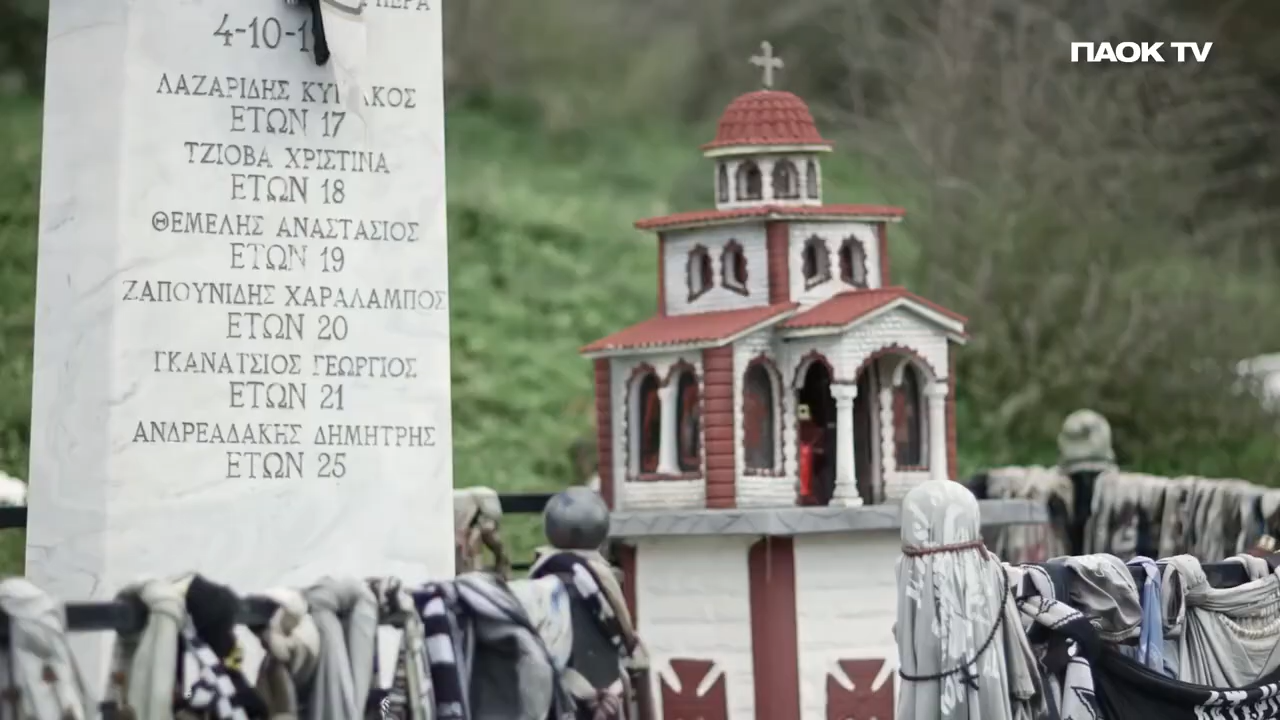 ΠΑΟΚ TV
4-10-1
ΛΑΖΑΡΙΔΗΣ
ΕΤΩΝ 17
ΤΖΙΟΒΑ ΧΡΙΣΤΙΝΑ
ΕΤΩΝ 18
ΘΕΜΕΛΗΣ ΑΝΑΣΤΑΣΙΟΣ
ΕΤΩΝ 19
ΖΑΠΟΥΝΙΔΗΣ ΧΑΡΑΛΑΜΠΟΣ
ΕΤΩΝ 20
ΓΚΑΝΑΤΣΙΟΣ ΓΕΩΡΓΙΟΣ
ΕΤΩΝ 21
ΑΝΔΡΕΑΔΑΚΗΣ ΔΗΜΗΤΡΗΣ
ΕΤΩΝ 25